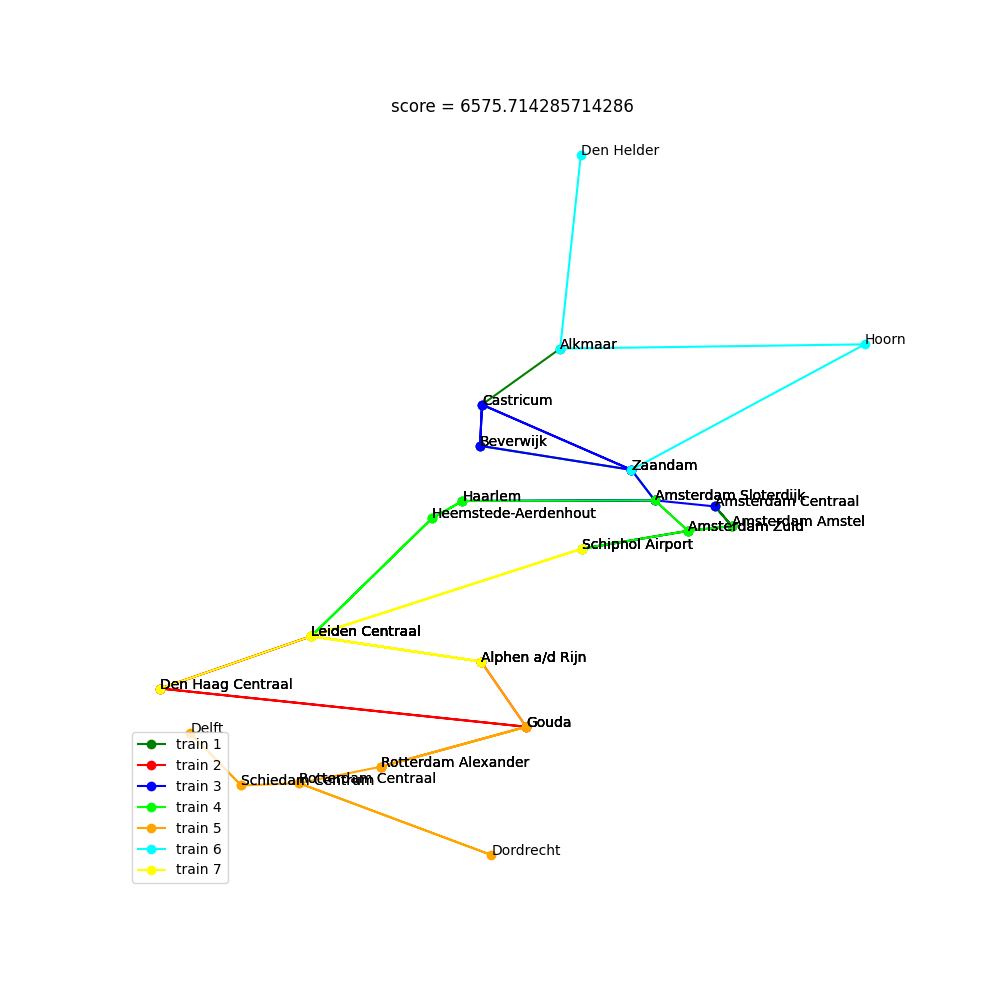 score = 6575.714285714286
Den Helder
Hoorn
Alkmaar
Castricum
Beverwijk
Zaandam
Haarlem
Amsterdam Sloterdijk
Amsterdam Centraal
Heemstede-Aerdenhout
Amsterdam Amstel
Amsterdam Zuid
Schiphol Airport
Leiden Centraal
Alphen a/d Rijn
Den Haag Centraal
Gouda
Delft
Rotterdam Alexander
Rotterdam Centraal
Schiedam Centrum
Dordrecht
train 1
train 2
train 3
train 4
train 5
train 6
train 7